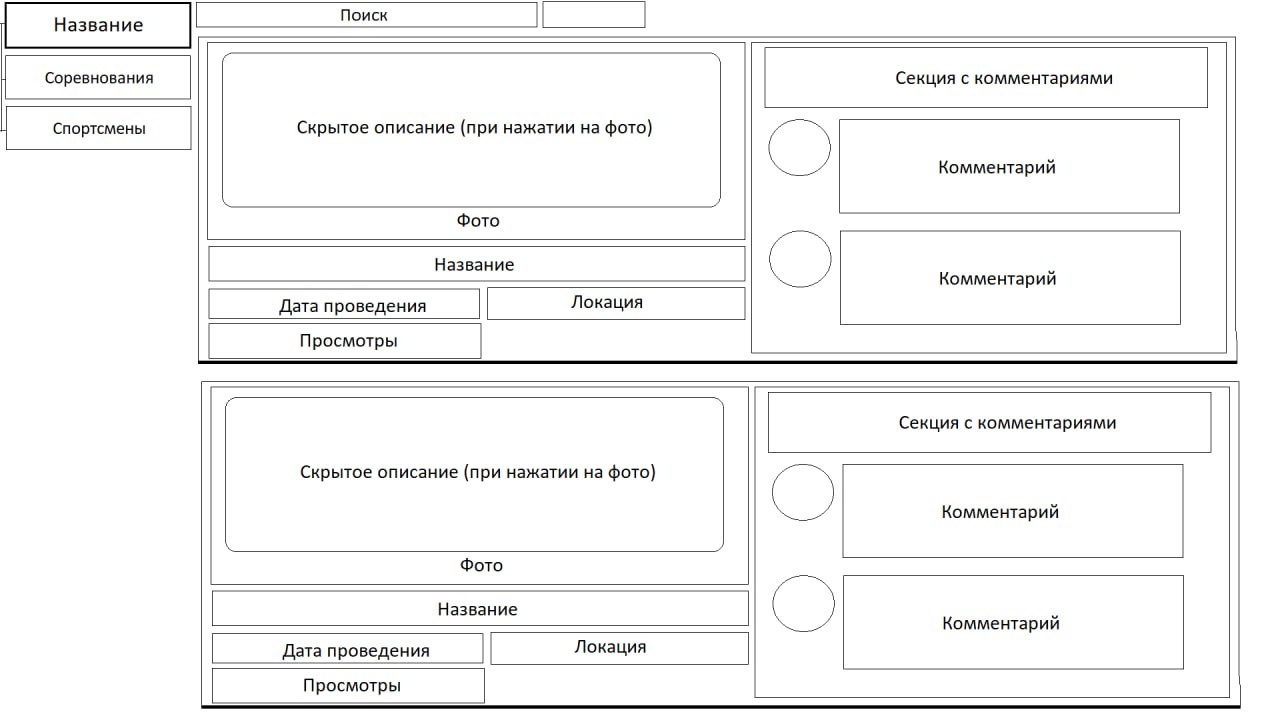 Название
Поиск
Соревнования
Спортсмены
Скрытое описание (при нажатии на фото)
Фото
Название
Дата проведения
Локация
Просмотры
Секция с комментариями
Комментарий
Комментарий
Скрытое описание (при нажатии на фото)
Фото
Название
Дата проведения
Локация
Просмотры
Секция с комментариями
Комментарий
Комментарий